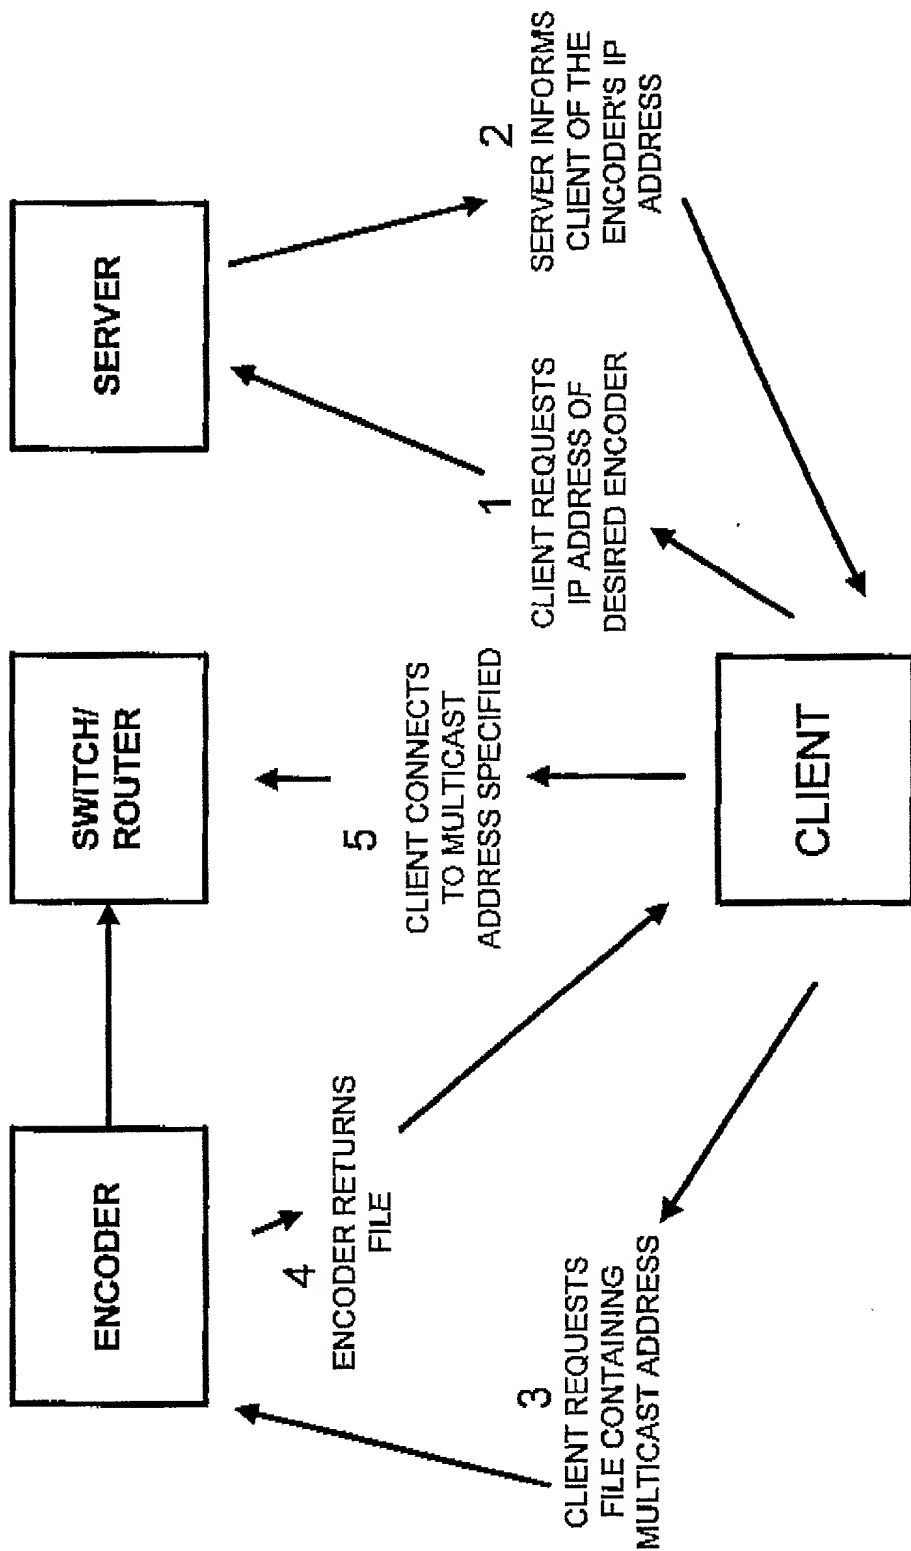 ENCODER
SWITCH/
ROUTER
SERVER
4
ENCODER RETURNS
FILE
5
CLIENT CONNECTS
TO MULTICAST
ADDRESS SPECIFIED
1
CLIENT REQUESTS
IP ADDRESS OF
DESIRED ENCODER
2
SERVER INFORMS
CLIENT OF THE
ENCODER'S IP
ADDRESS
3
CLIENT REQUESTS
FILE CONTAINING
MULTICAST ADDRESS
CLIENT